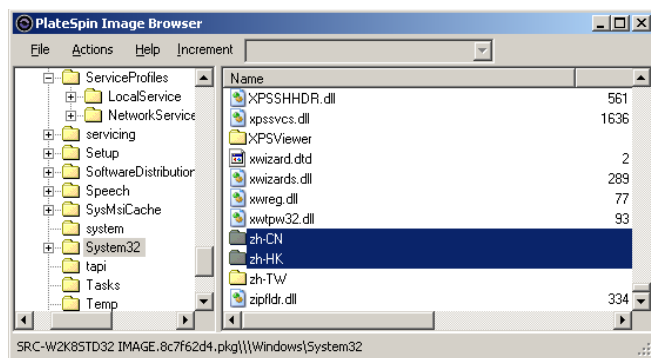 PlateSpin Image Browser
File Actions Help Increment
ServiceProfiles
LocalService
NetworkService
servicing
Setup
SoftwareDistribution
Speech
SysMsiCache
system
System32
tapi
Tasks
Temp
Name
XPSSHHDR.dll 561
xpssvcs.dll 1636
XPSViewer
xwizard.dtd 2
xwizards.dll 289
xwreg.dll 77
xwtpw32.dll 93
zh-CN
zh-HK
zh-TW
zipfldr.dll 334
SRC-W2K8STD32 IMAGE.8c7f62d4.pkg\\\Windows\System32